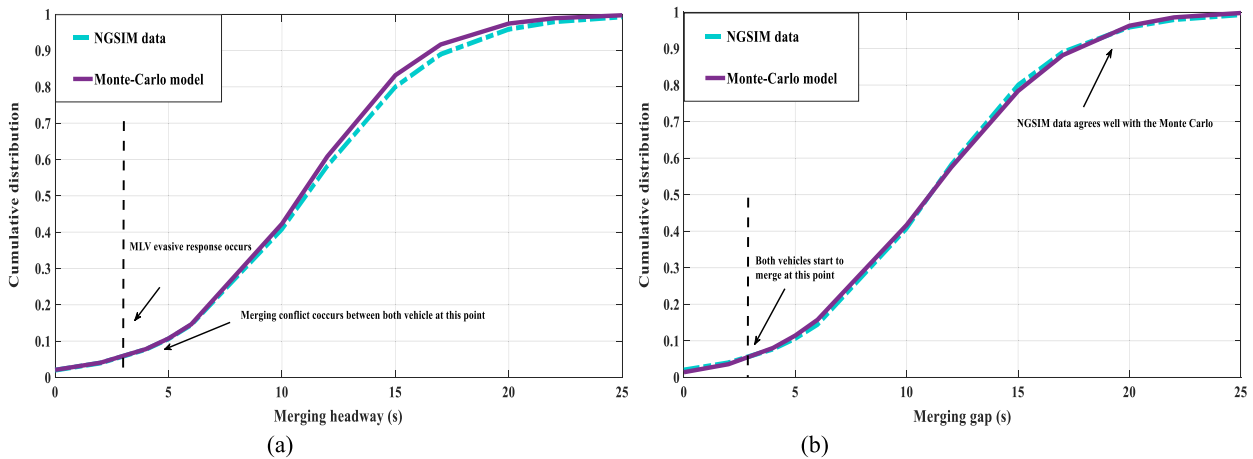 1
0.9
0.8
0.7
0.6
0.5
0.4
0.3
0.2
0.1
0
Cumulative distribution
NGSIM data
Monte-Carlo model
MLV evasive response occurs
Merging conflict coccurs between both vehicle at this point
0 5 10 15 20 25
Merging headway (s)
(a)
1
0.9
0.8
0.7
0.6
0.5
0.4
0.3
0.2
0.1
0
Cumulative distribution
NGSIM data
Monte-Carlo model
NGSIM data agrees well with the Monte Carlo
Both vehicles start to
merge at this point
0 5 10 15 20 25
Merging gap (s)
(b)